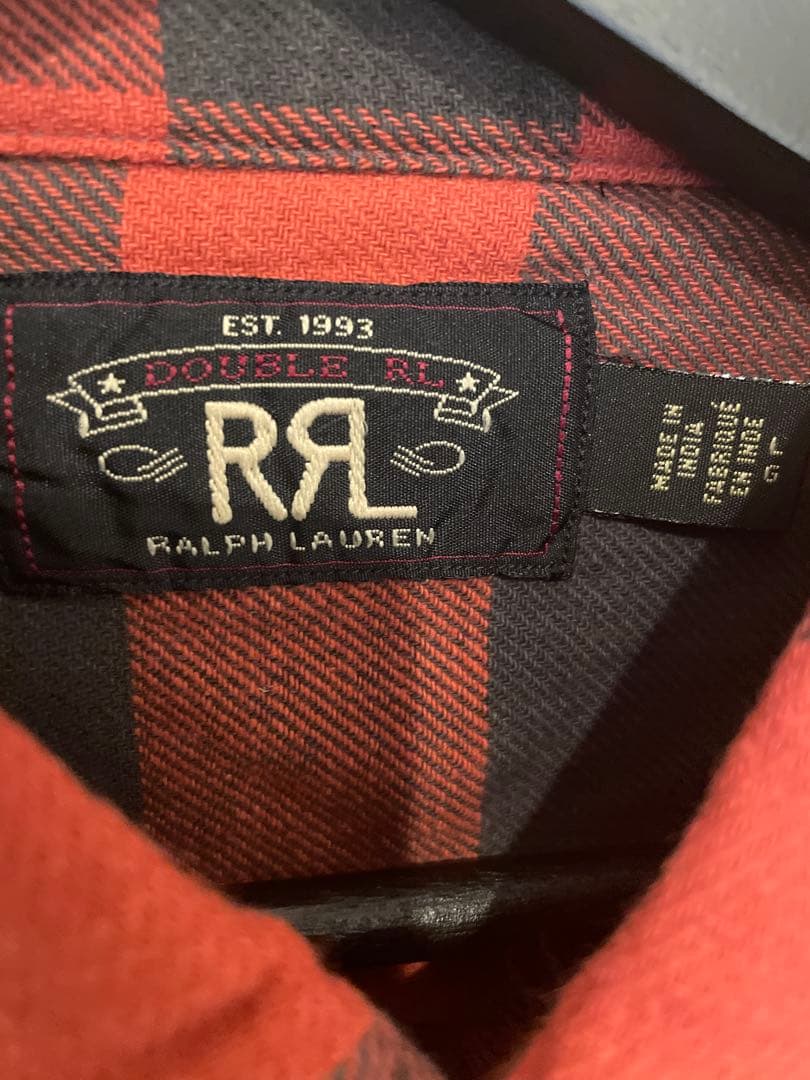 EST. 1993
DOUBLE RL
RRL
RALPH LAUREN
MADE IN
INDIA
FABRIQUÉ
EN INDE
G L